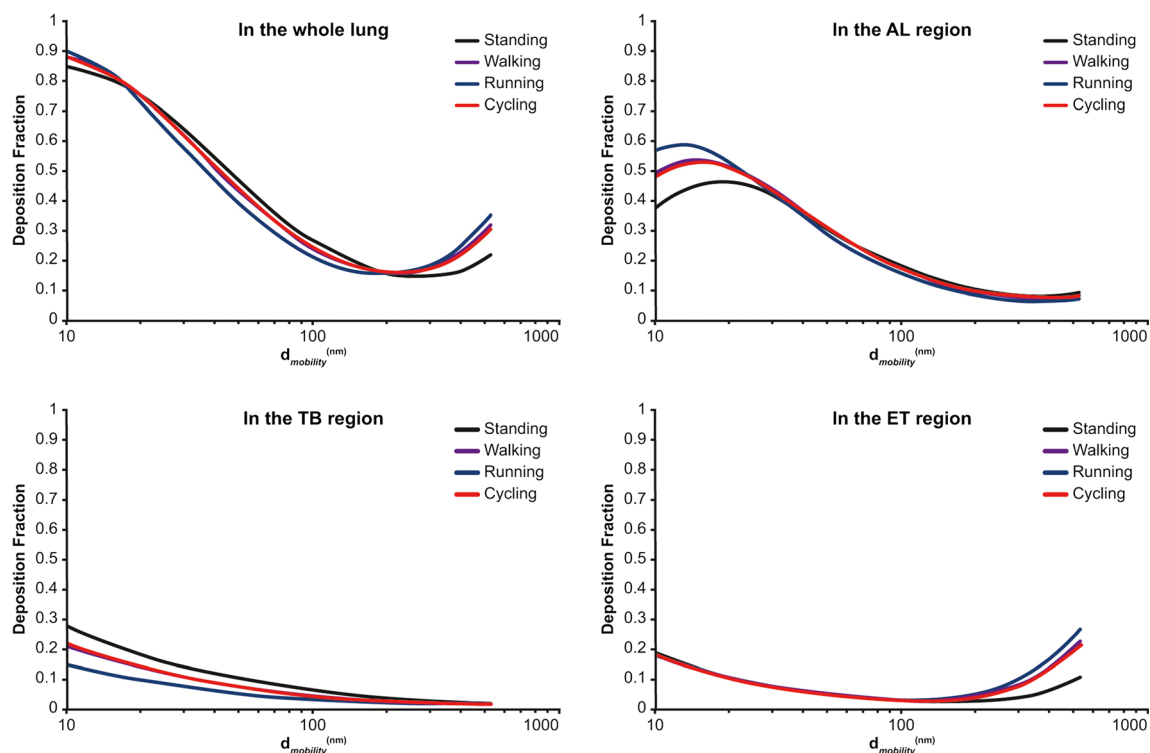 In the whole lung
Standing
Walking
Running
Cycling
1
0.9
0.8
0.7
0.6
0.5
0.4
0.3
0.2
0.1
0
Deposition Fraction
10
100
1000
d mobility (nm)
In the AL region
Standing
Walking
Running
Cycling
1
0.9
0.8
0.7
0.6
0.5
0.4
0.3
0.2
0.1
0
Deposition Fraction
10
100
1000
d mobility (nm)
In the TB region
Standing
Walking
Running
Cycling
1
0.9
0.8
0.7
0.6
0.5
0.4
0.3
0.2
0.1
0
Deposition Fraction
10
100
1000
d mobility (nm)
In the ET region
Standing
Walking
Running
Cycling
1
0.9
0.8
0.7
0.6
0.5
0.4
0.3
0.2
0.1
0
Deposition Fraction
10
100
1000
d mobility (nm)